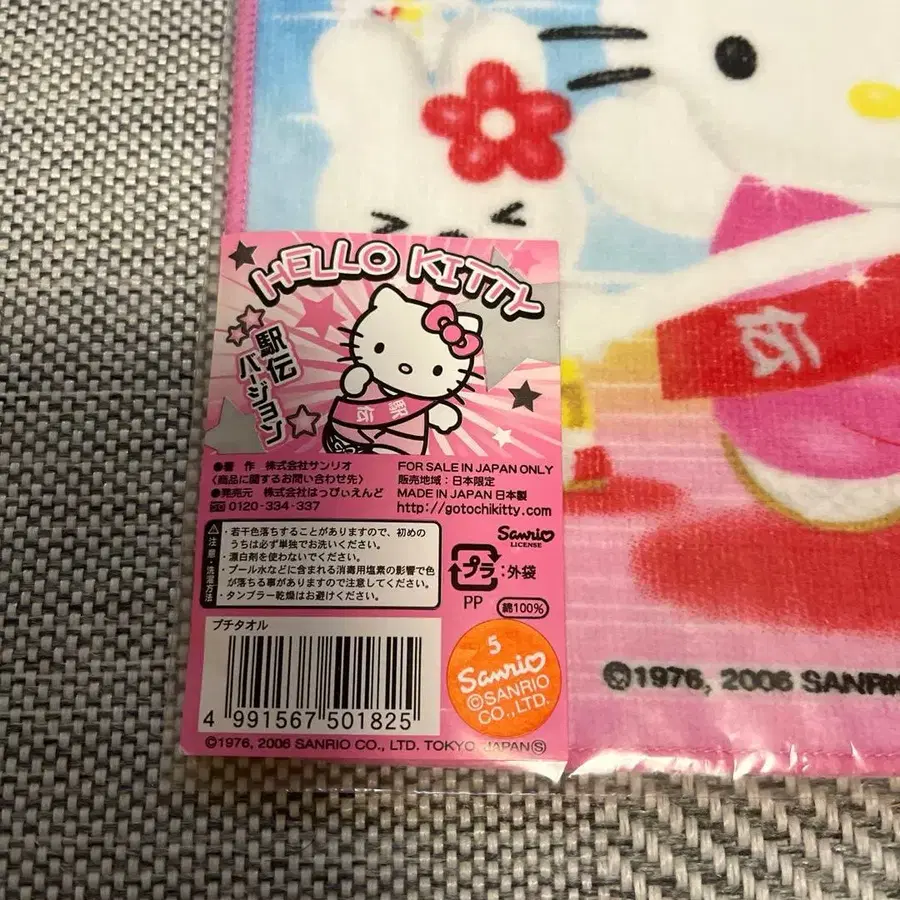 HELLO KITTY
駅伝
バージョン
駅伝
●著 作 株式会社サンリオ
〈商品に関するお問い合わせ先〉
●発売元 株式会社はっぴぃえんど
0120-334-337
FOR SALE IN JAPAN ONLY
販売地域:日本限定
MADE IN JAPAN 日本製
http://gotochikitty.com
注意・洗濯方法
・若干色落ちすることがありますので、初めの
うちは必ず単独でお洗いください。
・漂白剤を使わないでください。
・プール水などに含まれる消毒用塩素の影響で色
が落ちる事がありますので注意してください。
・タンブラー乾燥はお避けください。
Sanrio
LICENSE
プラ:外袋
PP
綿100%
プチタオル
4 991567 501825
5
Sanrio
©SANRIO
CO.,LTD.
©1976, 2006 SANRIO CO., LTD. TOKYO, JAPANⓈ
伝
©1976, 2006 SANRI